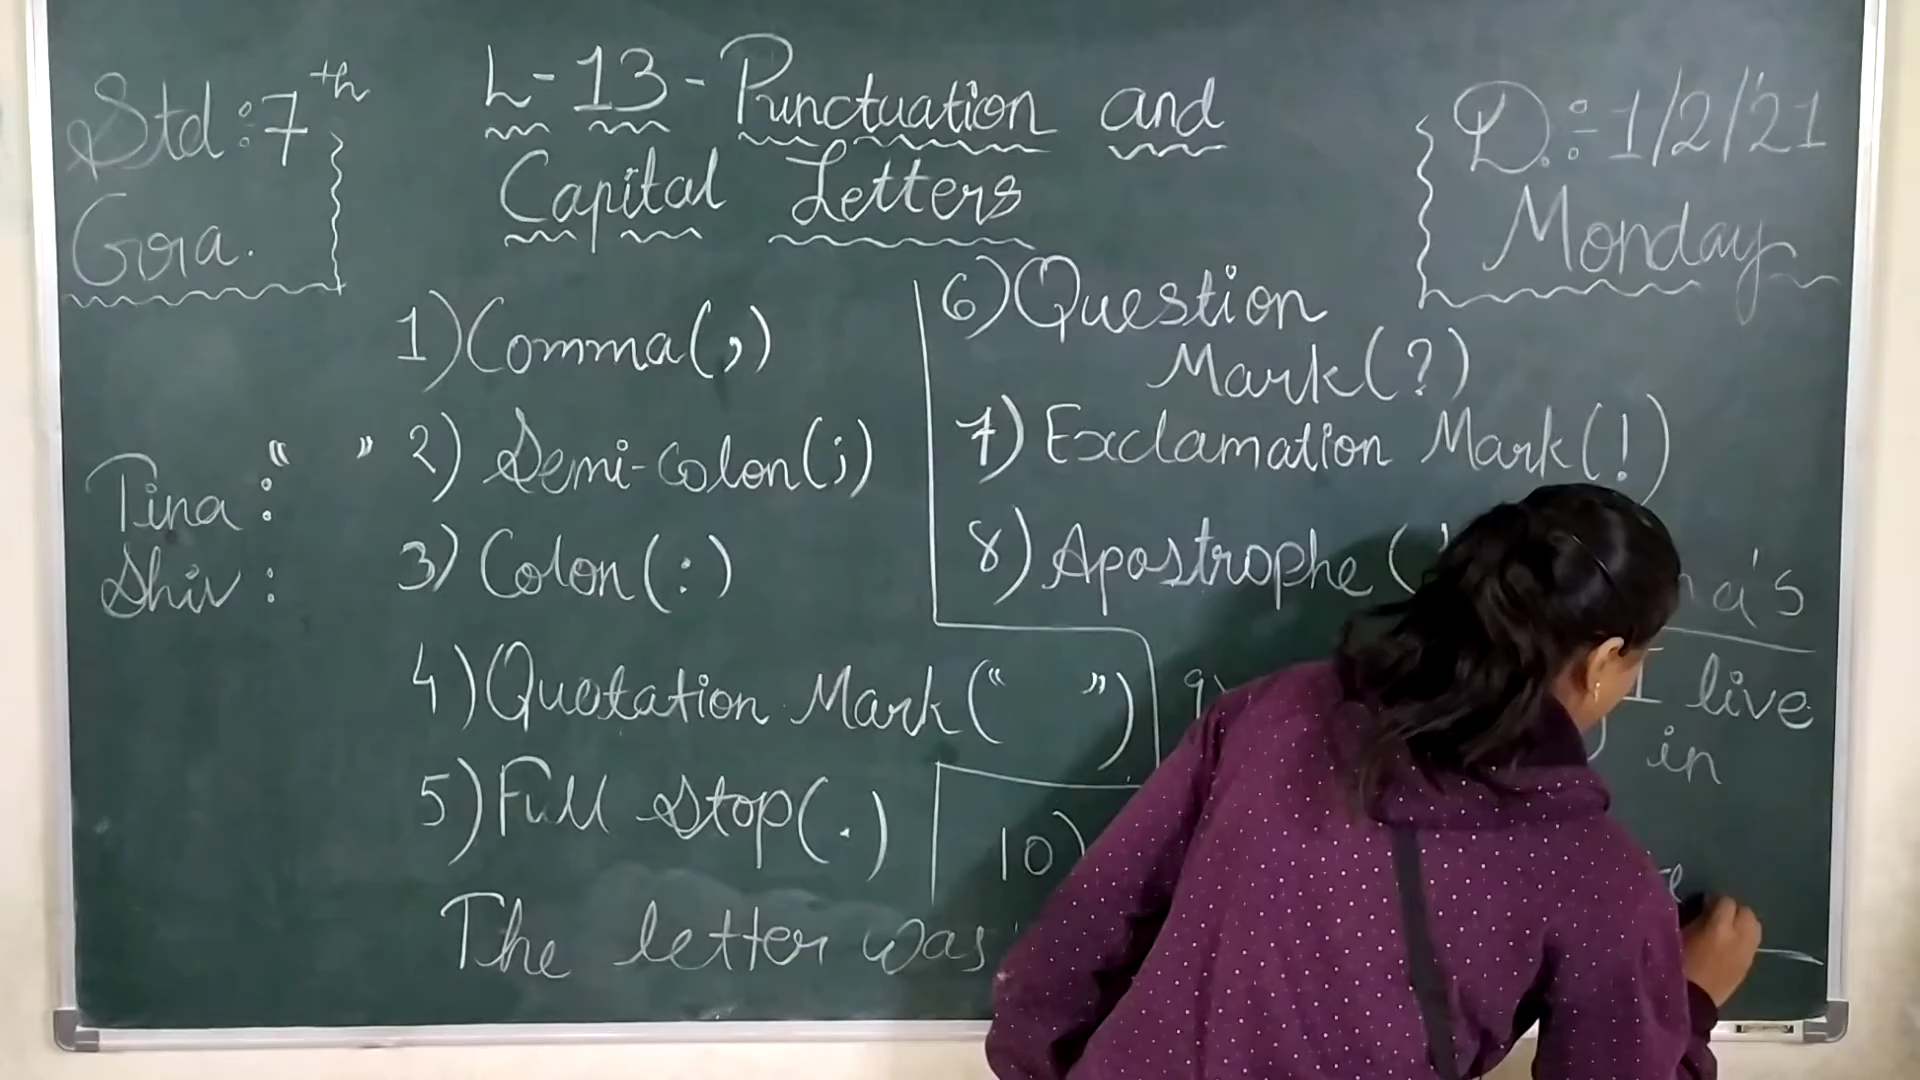 Std:7th
Gra.
L-13-Punctuation and
Capital Letters
D.:-1/2/21
Monday
1) Comma(,)
2) Semi-Colon(;)
3) Colon(:)
4) Quotation Mark(“ ”)
5) Full Stop(.)
The letter was
“ ”
Tina :
Shiv :
6) Question
Mark(?)
7) Exclamation Mark(!)
8) Apostrophe('
a's
9)
I live
in
10)